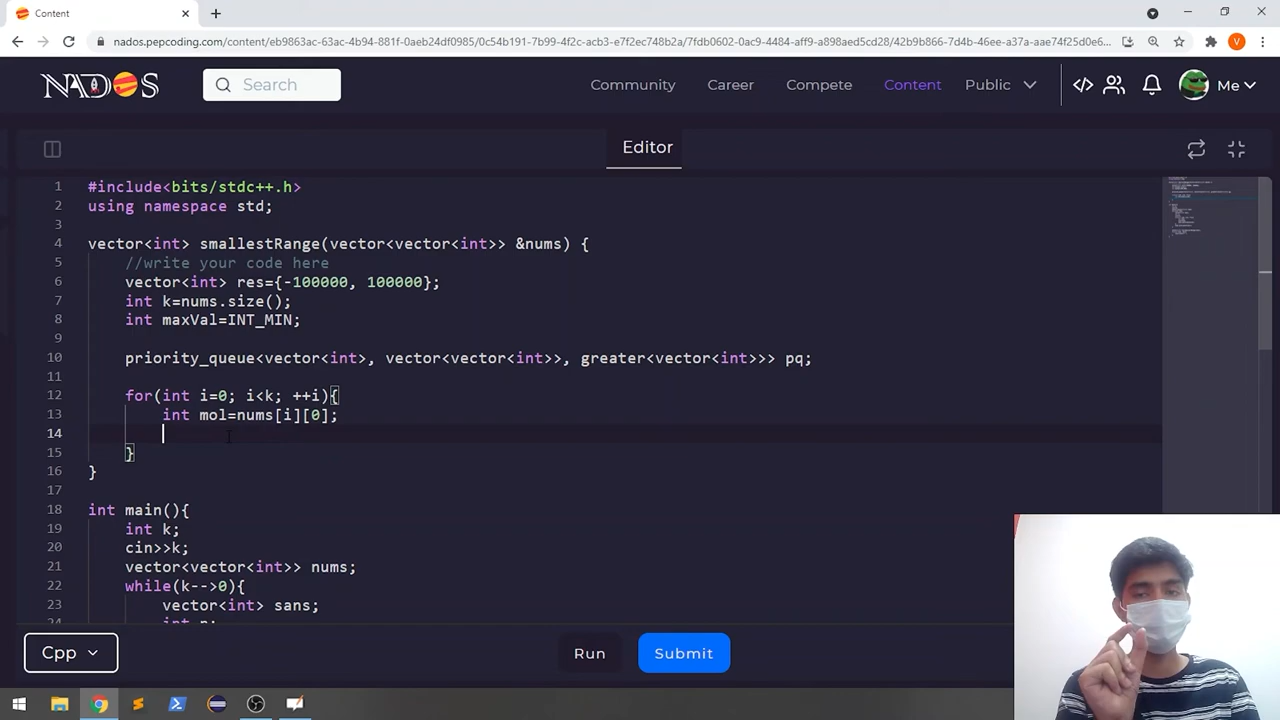 Content
nados.pepcoding.com/content/eb9863ac-63ac-4b94-881f-0aeb24df0985/0c54b191-7b99-4f2c-acb3-e7f2ec748b2a/7fdb0602-0ac9-4484-aff9-a898aed5cd28/42b9b866-7d4b-46ee-a37a-aae74f25d0e6...
V
NADOS
Search
Community
Career
Compete
Content
Public
Me
Editor
1 #include<bits/stdc++.h>
2 using namespace std;
3
4 vector<int> smallestRange(vector<vector<int>> &nums) {
5 //write your code here
6 vector<int> res={-100000, 100000};
7 int k=nums.size();
8 int maxVal=INT_MIN;
9
10 priority_queue<vector<int>, vector<vector<int>>, greater<vector<int>>> pq;
11
12 for(int i=0; i<k; ++i){
13 int mol=nums[i][0];
14
15 }
16 }
17
18 int main(){
19 int k;
20 cin>>k;
21 vector<vector<int>> nums;
22 while(k-->0){
23 vector<int> sans;
24 int n;
Cpp
Run
Submit